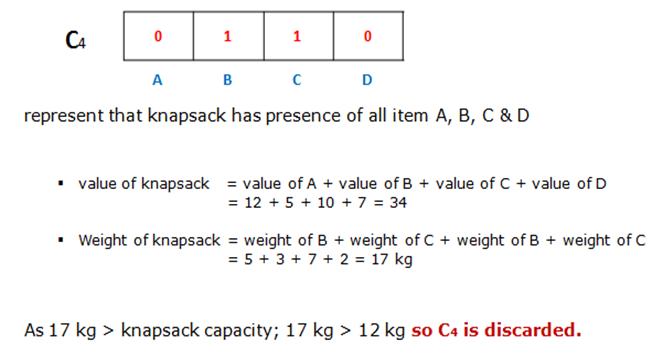 C4 0 1 1 0
A B C D
represent that knapsack has presence of all item A, B, C & D
▪ value of knapsack = value of A + value of B + value of C + value of D
= 12 + 5 + 10 + 7 = 34
▪ Weight of knapsack = weight of B + weight of C + weight of B + weight of C
= 5 + 3 + 7 + 2 = 17 kg
As 17 kg > knapsack capacity; 17 kg > 12 kg so C4 is discarded.